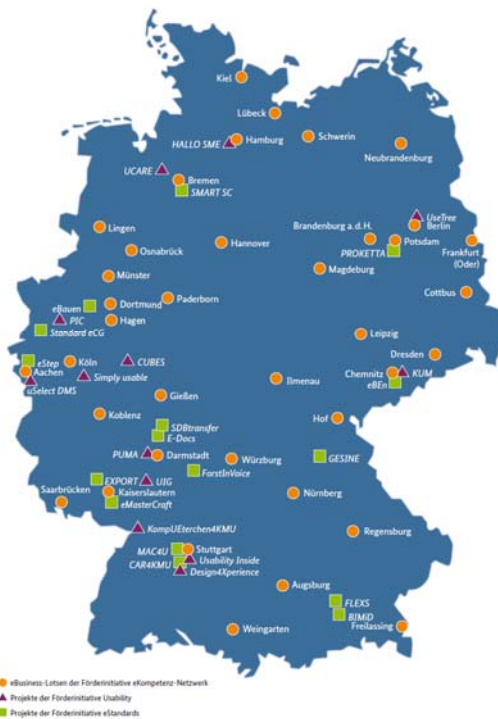 Kiel
Lübeck
HALLO SME
Hamburg
Schwerin
Neubrandenburg
UCARE
Bremen
SMART SC
UseTree
Lingen
Brandenburg a.d.H.
Berlin
Osnabrück
Hannover
PROKETTA
Potsdam
Frankfurt
(Oder)
Magdeburg
Münster
Cottbus
eBauen
Dortmund
Paderborn
PIC
Hagen
Standard eCG
Leipzig
Dresden
eStep
Köln
CUBES
Aachen
Simply usable
Ilmenau
Chemnitz
KUM
uSelect DMS
eBEn
Gießen
Koblenz
Hof
SDBtransfer
E-Docs
PUMA
Darmstadt
Würzburg
GESINE
ForstInVoice
EXPORT
UIG
Saarbrücken
Kaiserslautern
Nürnberg
eMasterCraft
KompUEterchen4KMU
Regensburg
MAC4U
Stuttgart
CAR4KMU
Usability Inside
Design4Xperience
Augsburg
FLEXS
BIMiD
Weingarten
Freilassing
eBusiness-Lotsen der Förderinitiative eKompetenz-Netzwerk
Projekte der Förderinitiative Usability
Projekte der Förderinitiative eStandards